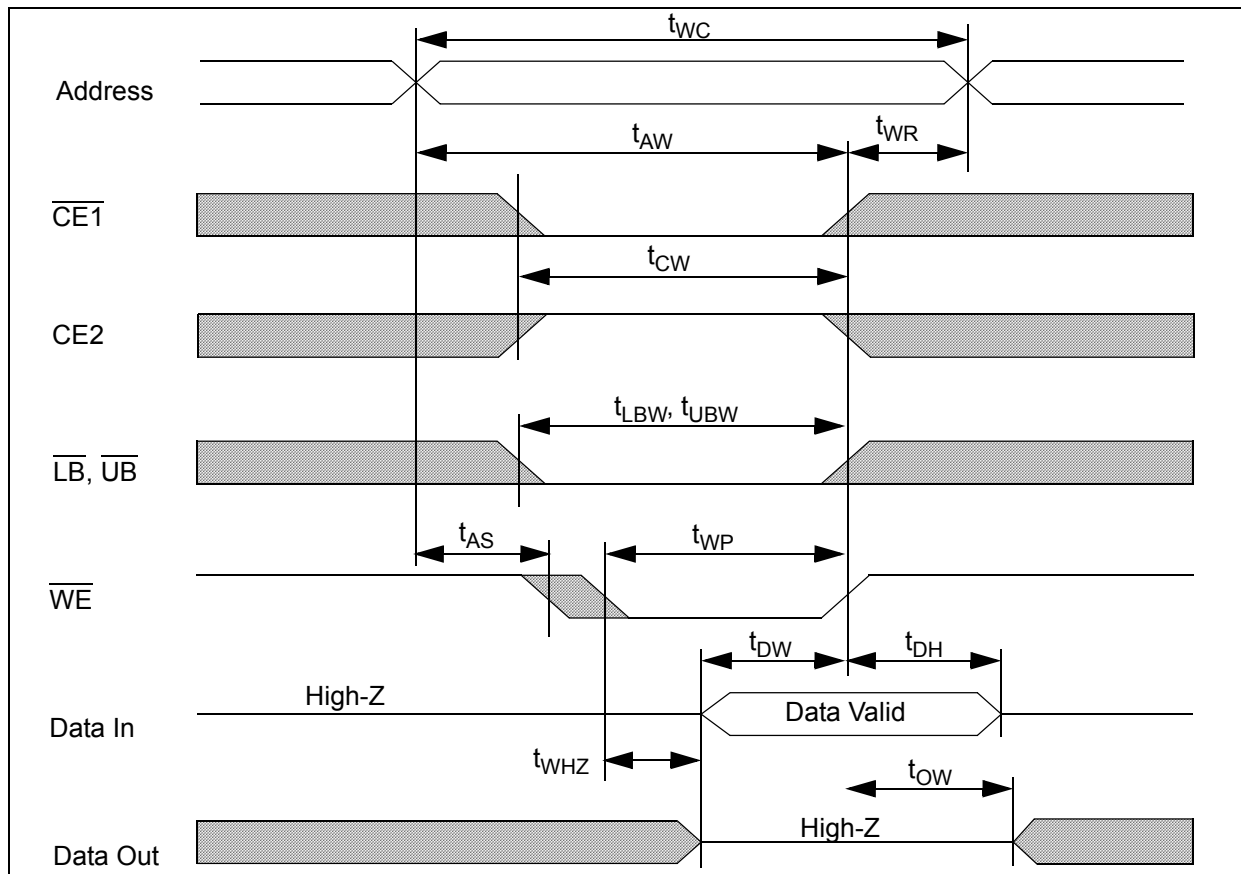 tWC
Address
tAW
tWR
CE1
tCW
CE2
tLBW, tUBW
LB, UB
tAS
tWP
WE
tDW
tDH
High-Z
Data Valid
Data In
tWHZ
tOW
High-Z
Data Out